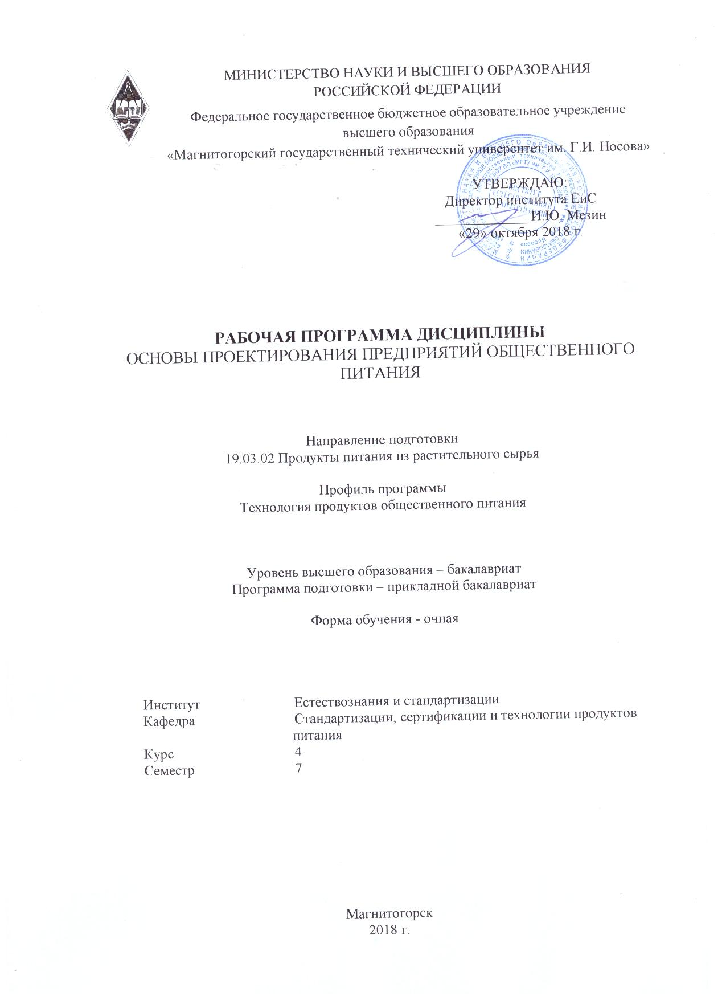 МИНИСТЕРСТВО НАУКИ И ВЫСШЕГО ОБРАЗОВАНИЯ
РОССИЙСКОЙ ФЕДЕРАЦИИ
Федеральное государственное бюджетное образовательное учреждение
высшего образования
«Магнитогорский государственный технический университет им. Г.И. Носова»
МГТУ
УТВЕРЖДАЮ:
Директор института ЕиС
И.Ю. Мезин
«29» октября 2018 г.
РАБОЧАЯ ПРОГРАММА ДИСЦИПЛИНЫ
ОСНОВЫ ПРОЕКТИРОВАНИЯ ПРЕДПРИЯТИЙ ОБЩЕСТВЕННОГО
ПИТАНИЯ
Направление подготовки
19.03.02 Продукты питания из растительного сырья
Профиль программы
Технология продуктов общественного питания
Уровень высшего образования – бакалавриат
Программа подготовки – прикладной бакалавриат
Форма обучения - очная
Институт Естествознания и стандартизации
Кафедра Стандартизации, сертификации и технологии продуктов
питания
Курс 4
Семестр 7
Магнитогорск
2018 г.